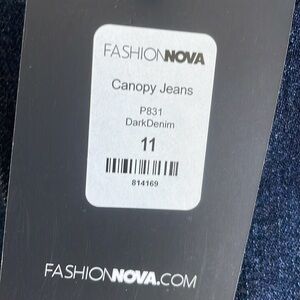 FASHIONNOVA
Canopy Jeans
P831
DarkDenim
11
814169
FASHIONNOVA.COM